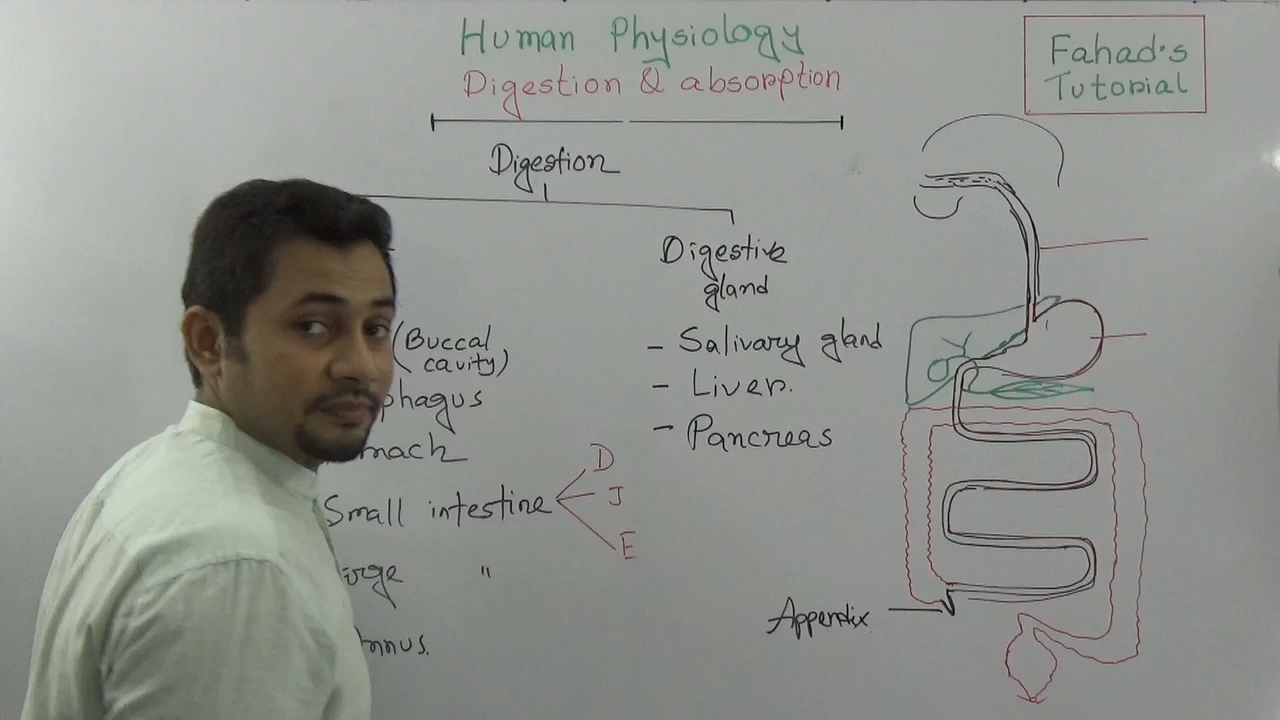 Human Physiology
Digestion & absorption
Fahad's
Tutorial
Digestion
Digestive
gland
(Buccal
cavity)
phagus
mach
Small intestine
D
J
E
rge "
nnus.
- Salivary gland
- Liver.
- Pancreas
Appendix